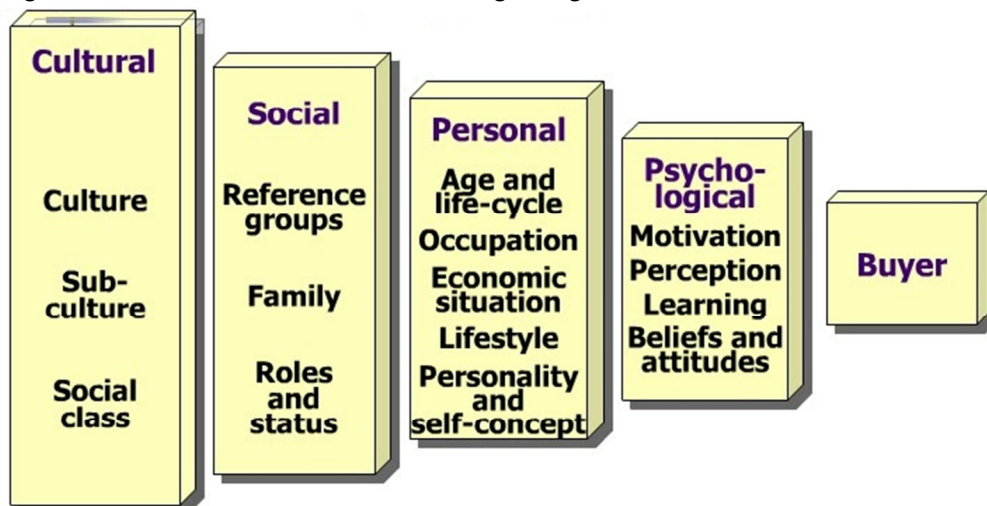 Cultural
Culture
Sub-
culture
Social
class
Social
Reference
groups
Family
Roles
and
status
Personal
Age and
life-cycle
Occupation
Economic
situation
Lifestyle
Personality
and
self-concept
Psycho-
logical
Motivation
Perception
Learning
Beliefs and
attitudes
Buyer